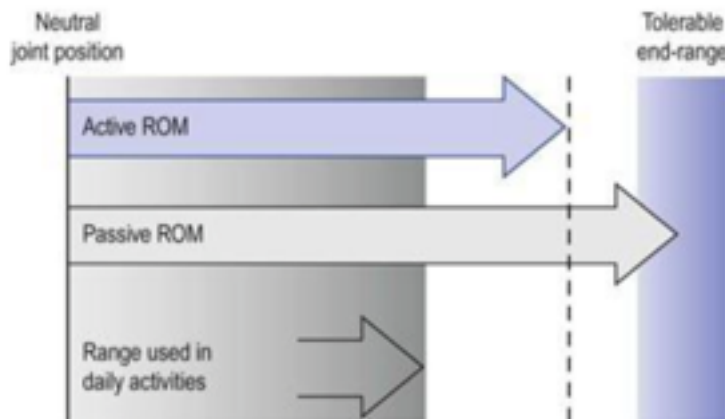 Neutral
joint position
Tolerable
end-range
Active ROM
Passive ROM
Range used in
daily activities